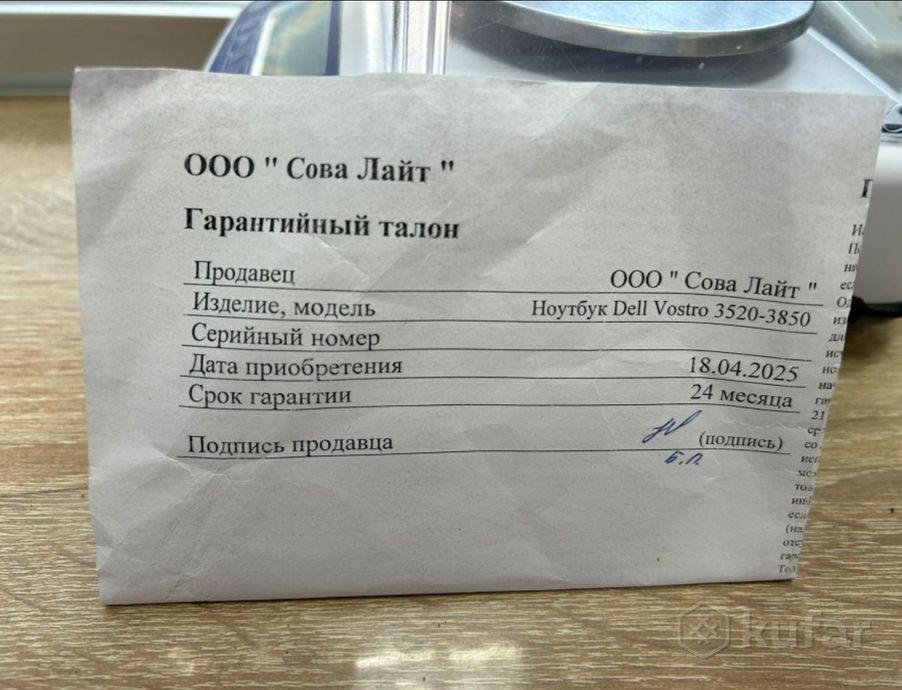 ООО " Сова Лайт "
Гарантийный талон
Продавец ООО " Сова Лайт "
Изделие, модель Ноутбук Dell Vostro 3520-3850
Серийный номер
Дата приобретения 18.04.2025
Срок гарантии 24 месяца
Подпись продавца (подпись)
Б.П.
kufar